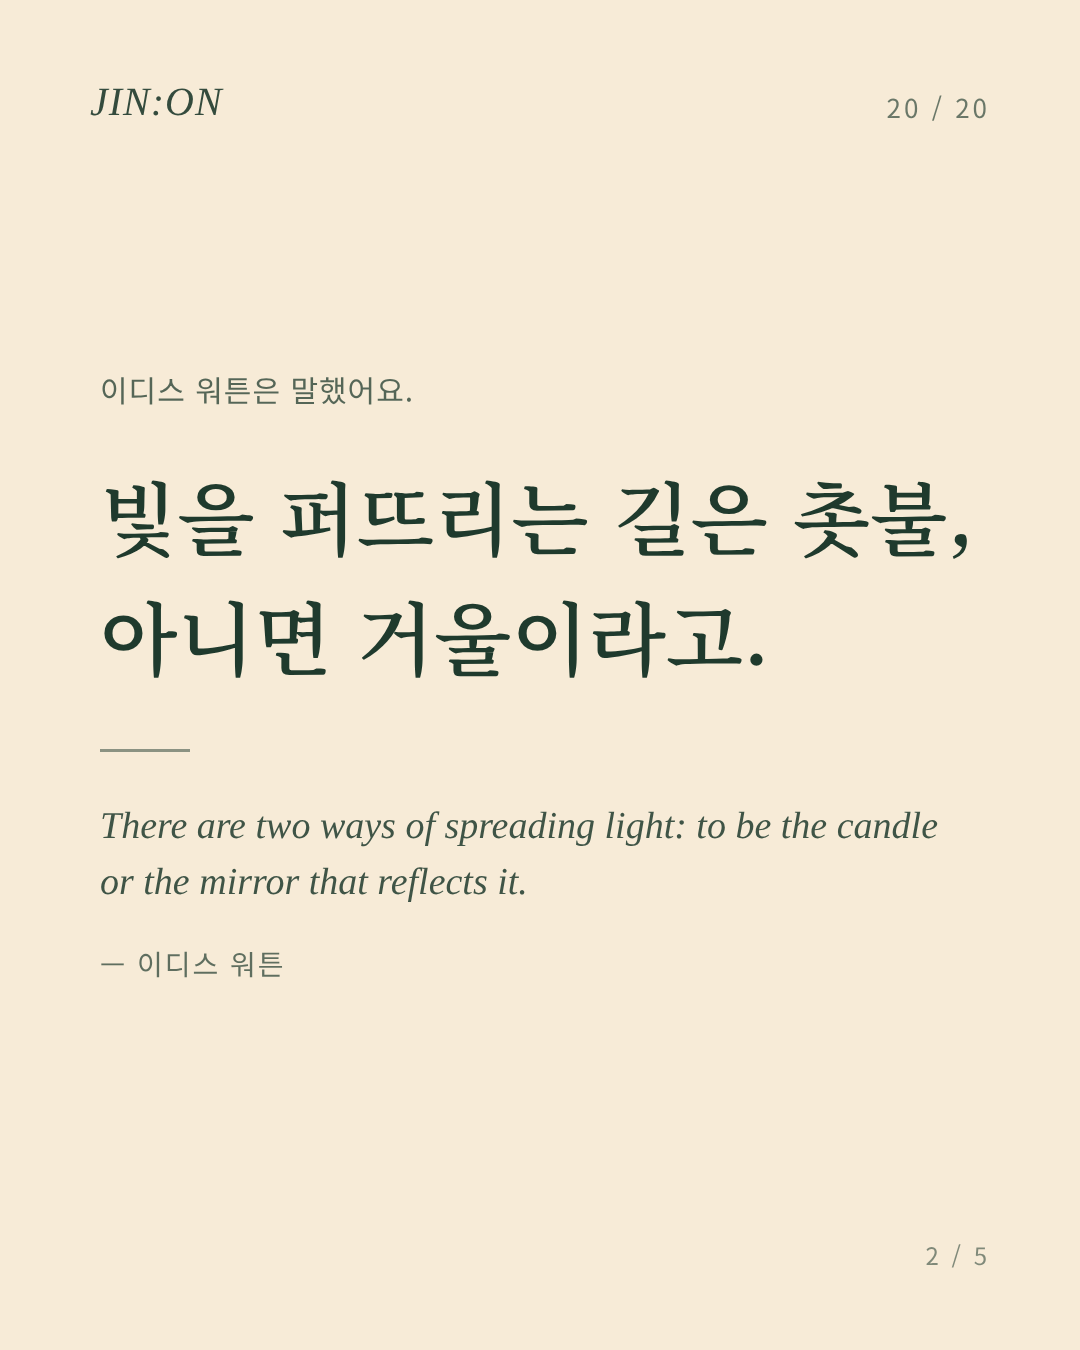 JIN:ON
20 / 20
이디스 워튼은 말했어요.
빛을 퍼뜨리는 길은 촛불,
아니면 거울이라고.
There are two ways of spreading light: to be the candle
or the mirror that reflects it.
— 이디스 워튼
2 / 5